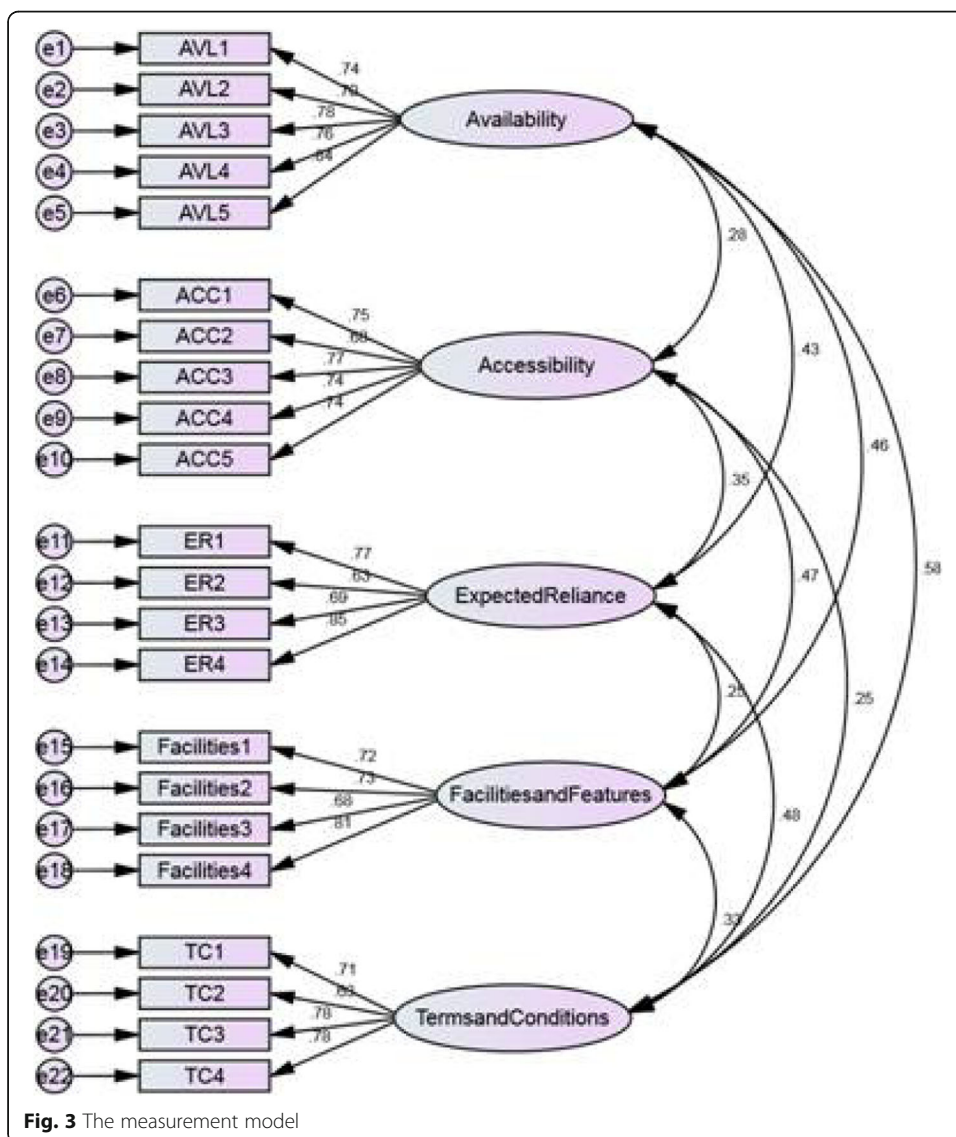 e1 AVL1
.74
e2 AVL2
e3 AVL3
.78
Availability
e4 AVL4
.76
e5 AVL5
.28
e6 ACC1
.75
e7 ACC2
e8 ACC3
.77
Accessibility
.43
e9 ACC4
.74
e10 ACC5
.74
.46
.35
e11 ER1
.77
e12 ER2
.63
ExpectedReliance
.47
.58
e13 ER3
.69
e14 ER4
.85
.25
.25
e15 Facilities1
.72
e16 Facilities2
.73
FacilitiesandFeatures
e17 Facilities3
.68
e18 Facilities4
.81
.48
e19 TC1
.71
e20 TC2
e21 TC3
.78
TermsandConditions
e22 TC4
.78
Fig. 3 The measurement model